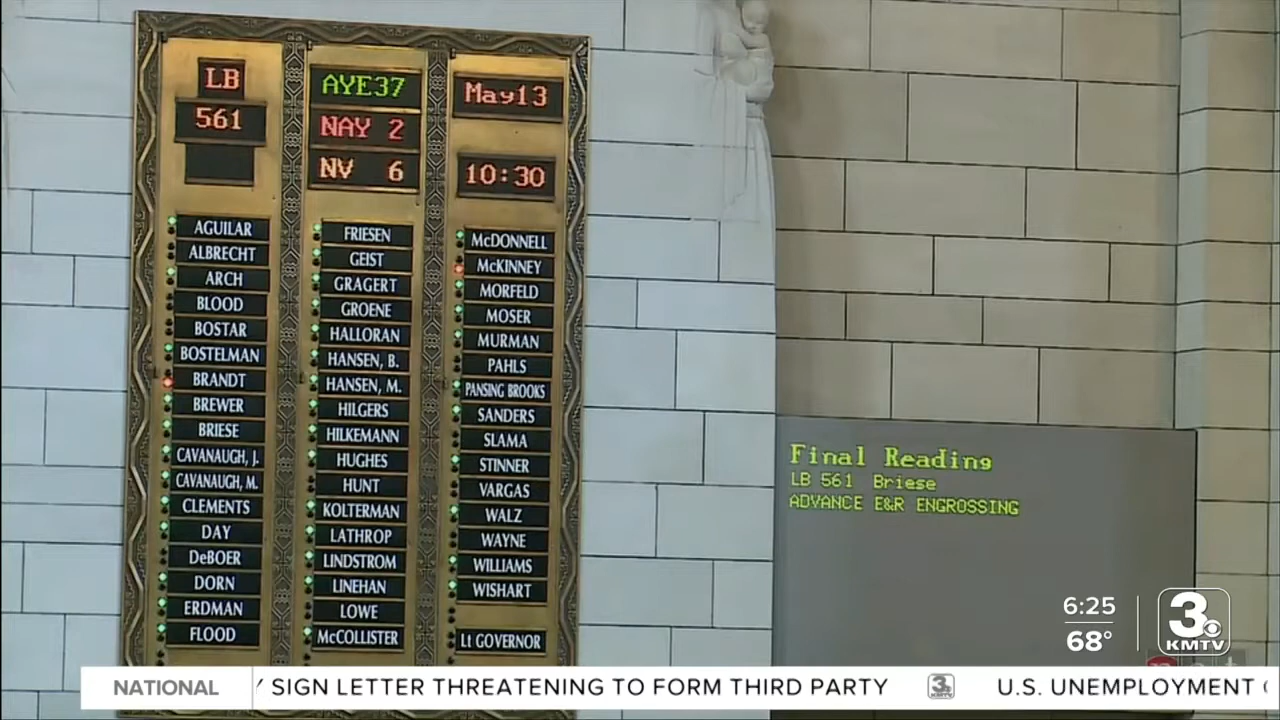 LB
561
AYE37
NAY 2
NV 6
May13
10:30
AGUILAR
ALBRECHT
ARCH
BLOOD
BOSTAR
BOSTELMAN
BRANDT
BREWER
BRIESE
CAVANAUGH, J.
CAVANAUGH, M.
CLEMENTS
DAY
DeBOER
DORN
ERDMAN
FLOOD
FRIESEN
GEIST
GRAGERT
GROENE
HALLORAN
HANSEN, B.
HANSEN, M.
HILGERS
HILKEMANN
HUGHES
HUNT
KOLTERMAN
LATHROP
LINDSTROM
LINEHAN
LOWE
McCOLLISTER
McDONNELL
McKINNEY
MORFELD
MOSER
MURMAN
PAHLS
PANSING BROOKS
SANDERS
SLAMA
STINNER
VARGAS
WALZ
WAYNE
WILLIAMS
WISHART
Lt GOVERNOR
Final Reading
LB 561 Briese
ADVANCE E&R ENGROSSING
6:25
68°
3
KMTV
NATIONAL
SIGN LETTER THREATENING TO FORM THIRD PARTY
3
U.S. UNEMPLOYMENT